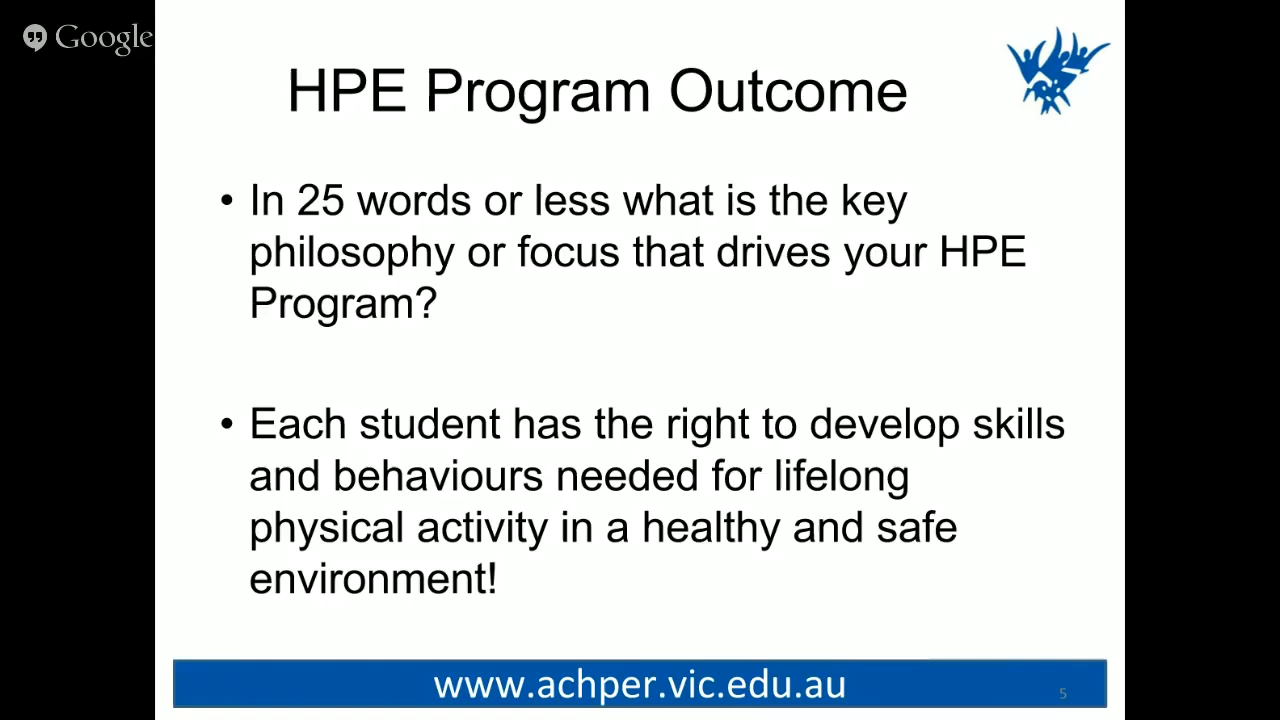 Google
HPE Program Outcome
• In 25 words or less what is the key
philosophy or focus that drives your HPE
Program?
• Each student has the right to develop skills
and behaviours needed for lifelong
physical activity in a healthy and safe
environment!
www.achper.vic.edu.au
5